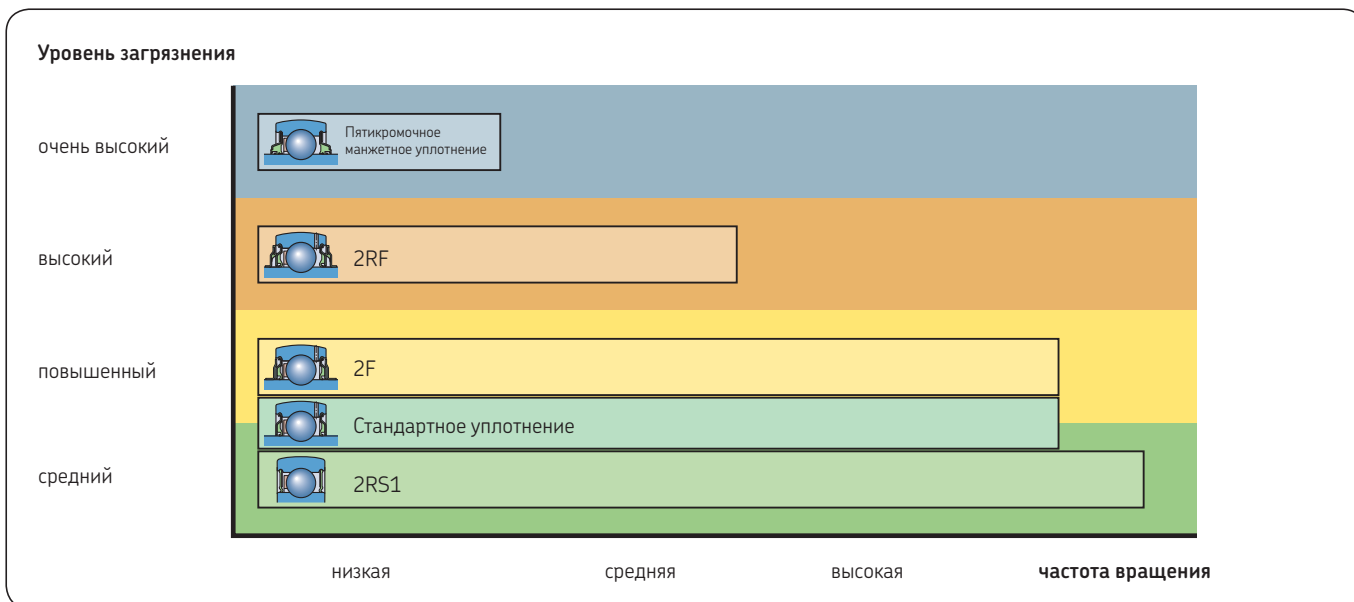 Уровень загрязнения
очень высокий
Пятикромочное
манжетное уплотнение
высокий
2RF
повышенный
2F
Стандартное уплотнение
средний
2RS1
низкая средняя высокая частота вращения